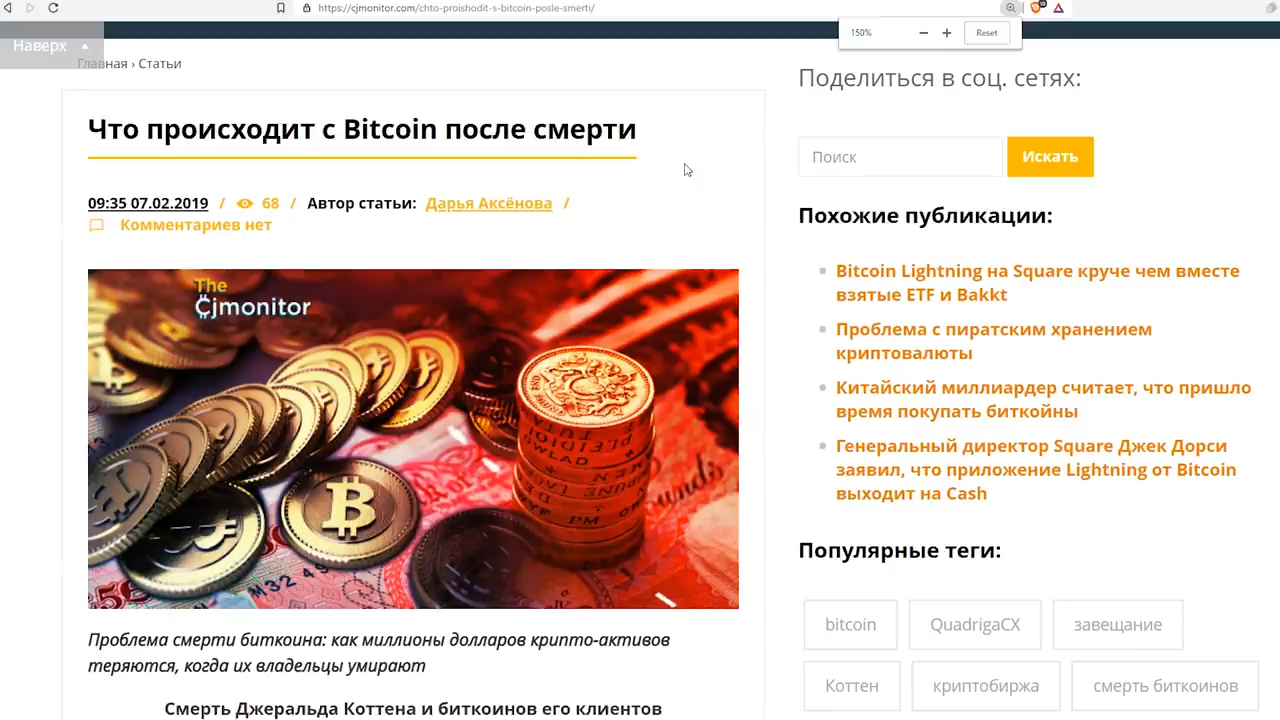 https://cjmonitor.com/chto-proishodit-s-bitcoin-posle-smerti/
150%
Reset
Наверх
Главная › Статьи
Что происходит с Bitcoin после смерти
09:35 07.02.2019 / 68 / Автор статьи: Дарья Аксёнова /
Комментариев нет
The
Cjmonitor
Проблема смерти биткоина: как миллионы долларов крипто-активов
теряются, когда их владельцы умирают
Смерть Джеральда Коттена и биткоинов его клиентов
Поделиться в соц. сетях:
Поиск
Искать
Похожие публикации:
Bitcoin Lightning на Square круче чем вместе
взятые ETF и Bakkt
Проблема с пиратским хранением
криптовалюты
Китайский миллиардер считает, что пришло
время покупать биткойны
Генеральный директор Square Джек Дорси
заявил, что приложение Lightning от Bitcoin
выходит на Cash
Популярные теги:
bitcoin
QuadrigaCX
завещание
Коттен
криптобиржа
смерть биткоинов